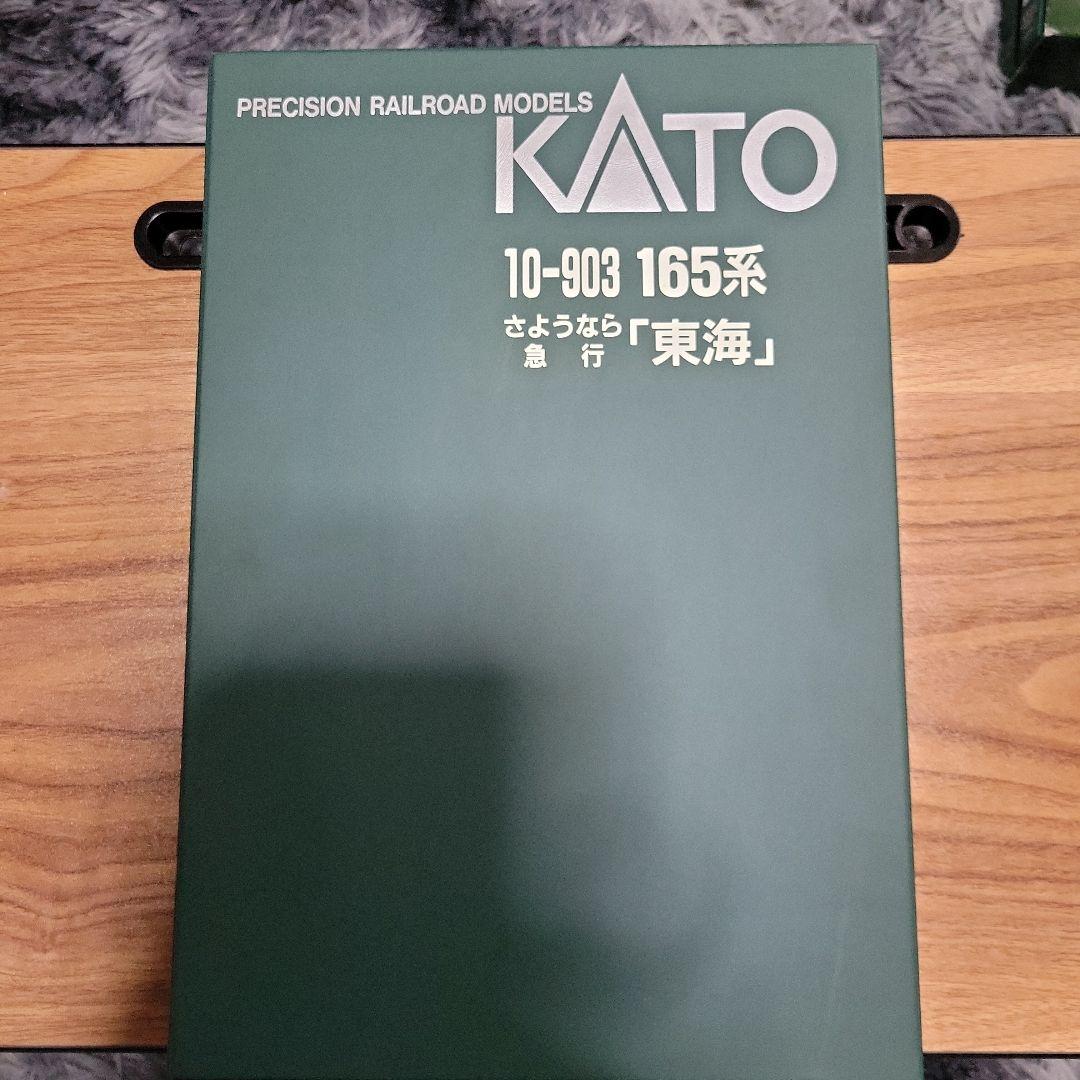 PRECISION RAILROAD MODELS
KATO
10-903 165系
さようなら
急行「東海」